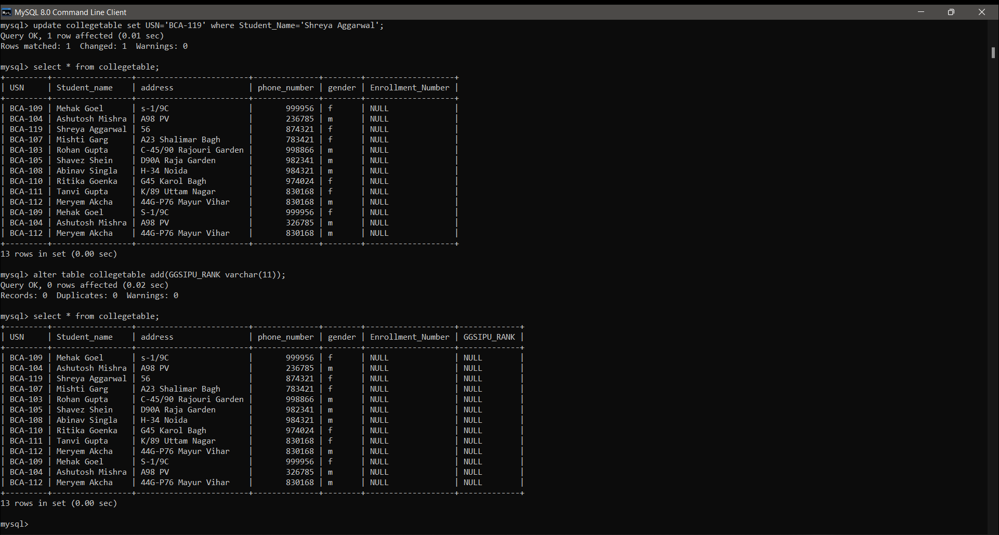 MySQL 8.0 Command Line Client
mysql> update collegetable set USN='BCA-119' where Student_Name='Shreya Aggarwal';
Query OK, 1 row affected (0.01 sec)
Rows matched: 1  Changed: 1  Warnings: 0
mysql> select * from collegetable;
+---------+-----------------+------------------------+--------------+--------+-------------------+
| USN     | Student_name    | address                | phone_number | gender | Enrollment_Number |
+---------+-----------------+------------------------+--------------+--------+-------------------+
| BCA-109 | Mehak Goel      | s-1/9C                 |       999956 | f      | NULL              |
| BCA-104 | Ashutosh Mishra | A98 PV                 |       236785 | m      | NULL              |
| BCA-119 | Shreya Aggarwal | 56                     |       874321 | f      | NULL              |
| BCA-107 | Mishti Garg     | A23 Shalimar Bagh      |       783421 | f      | NULL              |
| BCA-103 | Rohan Gupta     | C-45/90 Rajouri Garden |       998866 | m      | NULL              |
| BCA-105 | Shavez Shein    | D90A Raja Garden       |       982341 | m      | NULL              |
| BCA-108 | Abinav Singla   | H-34 Noida             |       984321 | m      | NULL              |
| BCA-110 | Ritika Goenka   | G45 Karol Bagh         |       974024 | f      | NULL              |
| BCA-111 | Tanvi Gupta     | K/89 Uttam Nagar       |       830168 | f      | NULL              |
| BCA-112 | Meryem Akcha    | 44G-P76 Mayur Vihar    |       830168 | m      | NULL              |
| BCA-109 | Mehak Goel      | S-1/9C                 |       999956 | f      | NULL              |
| BCA-104 | Ashutosh Mishra | A98 PV                 |       326785 | m      | NULL              |
| BCA-112 | Meryem Akcha    | 44G-P76 Mayur Vihar    |       830168 | m      | NULL              |
+---------+-----------------+------------------------+--------------+--------+-------------------+
13 rows in set (0.00 sec)
mysql> alter table collegetable add(GGSIPU_RANK varchar(11));
Query OK, 0 rows affected (0.02 sec)
Records: 0  Duplicates: 0  Warnings: 0
mysql> select * from collegetable;
+---------+-----------------+------------------------+--------------+--------+-------------------+-------------+
| USN     | Student_name    | address                | phone_number | gender | Enrollment_Number | GGSIPU_RANK |
+---------+-----------------+------------------------+--------------+--------+-------------------+-------------+
| BCA-109 | Mehak Goel      | s-1/9C                 |       999956 | f      | NULL              | NULL        |
| BCA-104 | Ashutosh Mishra | A98 PV                 |       236785 | m      | NULL              | NULL        |
| BCA-119 | Shreya Aggarwal | 56                     |       874321 | f      | NULL              | NULL        |
| BCA-107 | Mishti Garg     | A23 Shalimar Bagh      |       783421 | f      | NULL              | NULL        |
| BCA-103 | Rohan Gupta     | C-45/90 Rajouri Garden |       998866 | m      | NULL              | NULL        |
| BCA-105 | Shavez Shein    | D90A Raja Garden       |       982341 | m      | NULL              | NULL        |
| BCA-108 | Abinav Singla   | H-34 Noida             |       984321 | m      | NULL              | NULL        |
| BCA-110 | Ritika Goenka   | G45 Karol Bagh         |       974024 | f      | NULL              | NULL        |
| BCA-111 | Tanvi Gupta     | K/89 Uttam Nagar       |       830168 | f      | NULL              | NULL        |
| BCA-112 | Meryem Akcha    | 44G-P76 Mayur Vihar    |       830168 | m      | NULL              | NULL        |
| BCA-109 | Mehak Goel      | S-1/9C                 |       999956 | f      | NULL              | NULL        |
| BCA-104 | Ashutosh Mishra | A98 PV                 |       326785 | m      | NULL              | NULL        |
| BCA-112 | Meryem Akcha    | 44G-P76 Mayur Vihar    |       830168 | m      | NULL              | NULL        |
+---------+-----------------+------------------------+--------------+--------+-------------------+-------------+
13 rows in set (0.00 sec)
mysql>